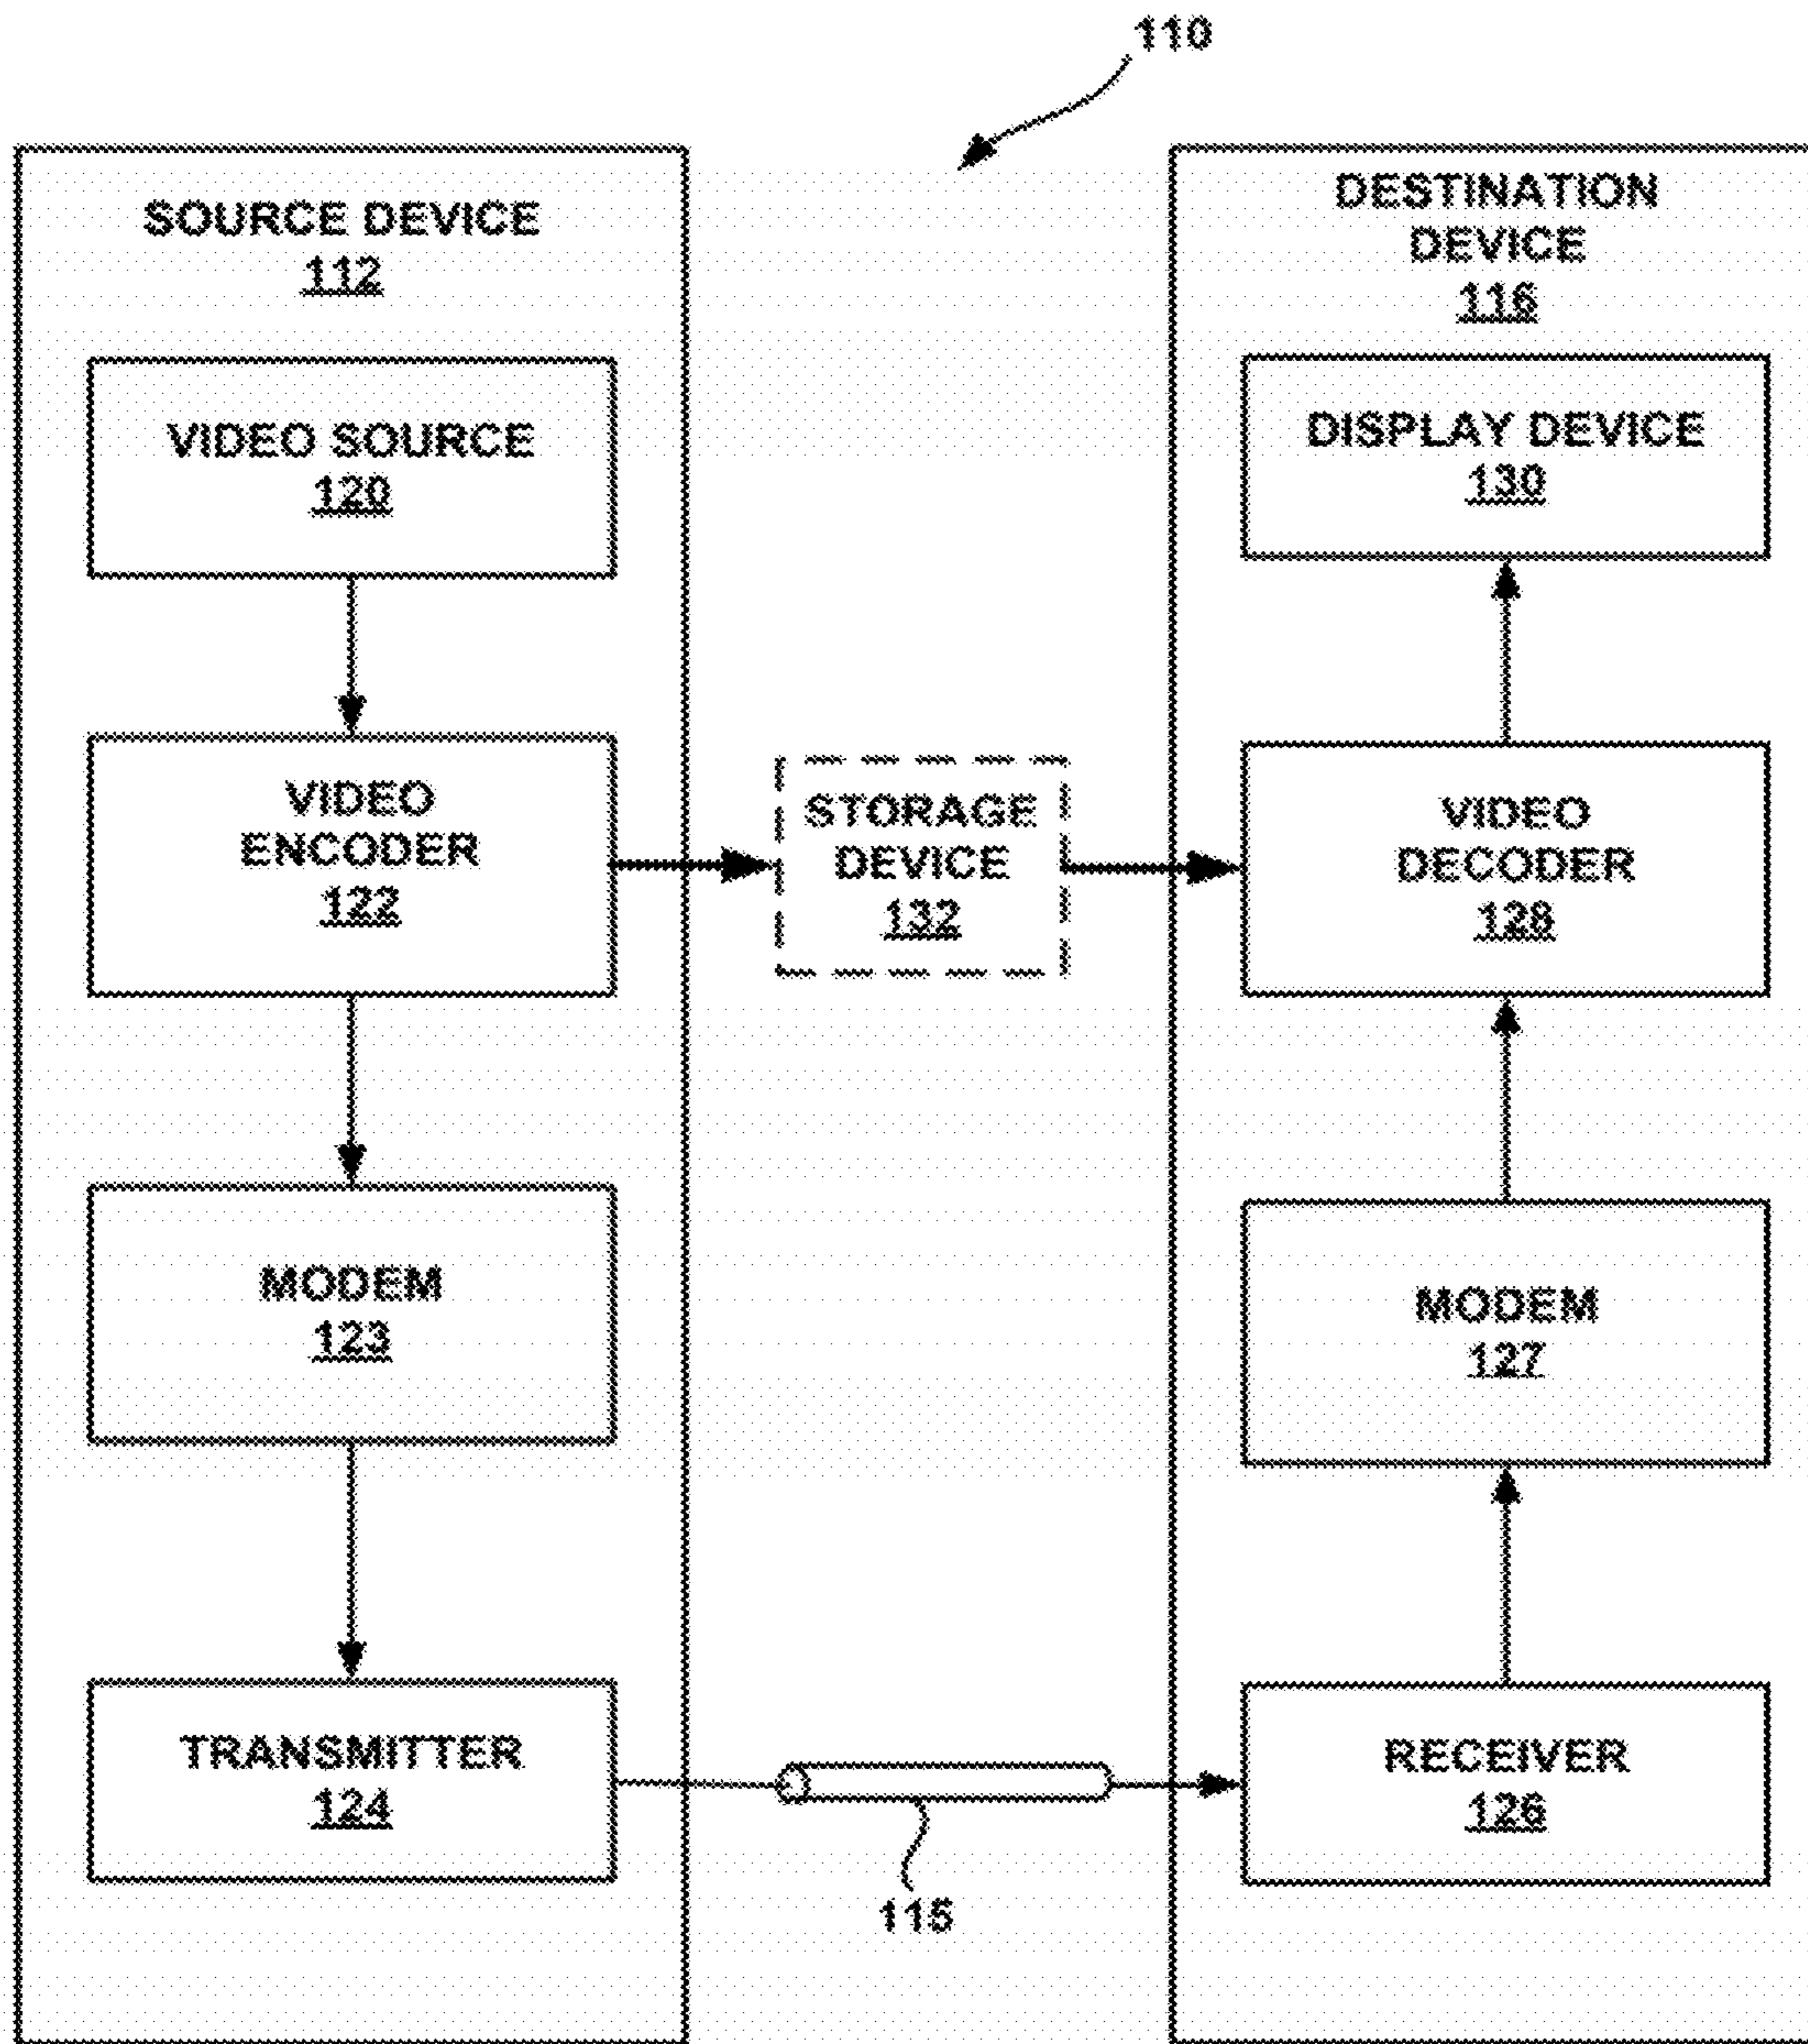 110
SOURCE DEVICE
112
VIDEO SOURCE
120
VIDEO
ENCODER
122
MODEM
123
TRANSMITTER
124
STORAGE
DEVICE
132
115
DESTINATION
DEVICE
116
DISPLAY DEVICE
130
VIDEO
DECODER
128
MODEM
127
RECEIVER
126